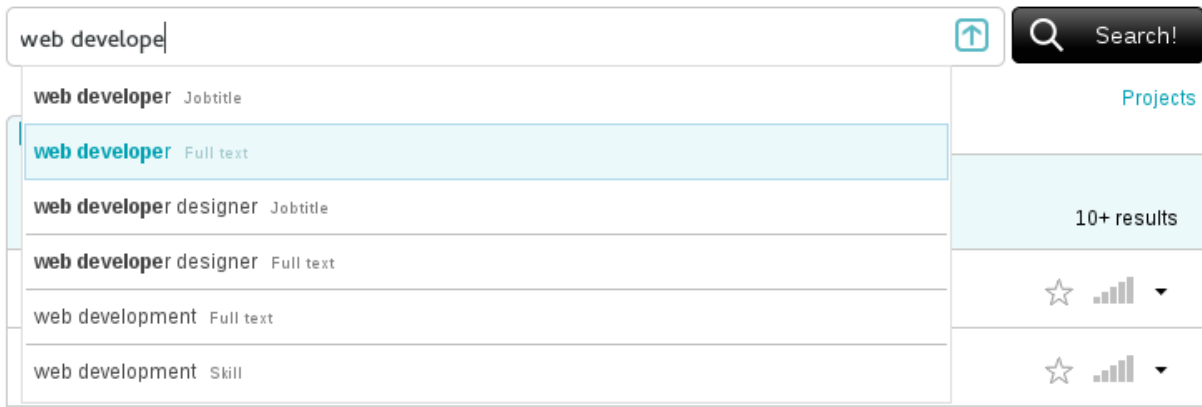 web develope
Search!
web developer Jobtitle
Projects
web developer Full text
web developer designer Jobtitle
10+ results
web developer designer Full text
web development Full text
web development Skill